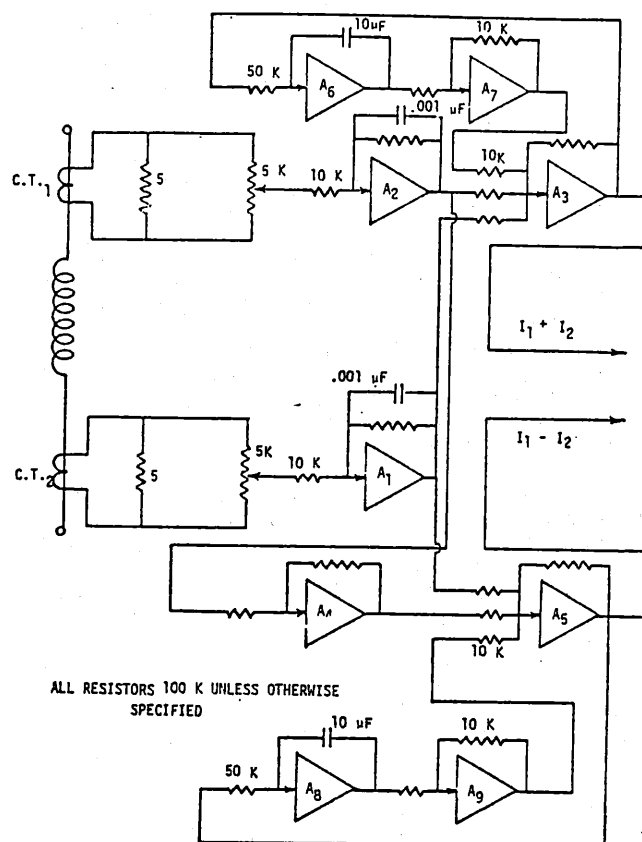 10μF
10 K
50 K
A6
A7
.001 μF
C.T.1
5
5 K
10 K
A2
10K
A3
I1 + I2
.001 μF
I1 - I2
C.T.2
5
5K
10 K
A1
A5
10 K
ALL RESISTORS 100 K UNLESS OTHERWISE
SPECIFIED
10 μF
10 K
50 K
A8
A9